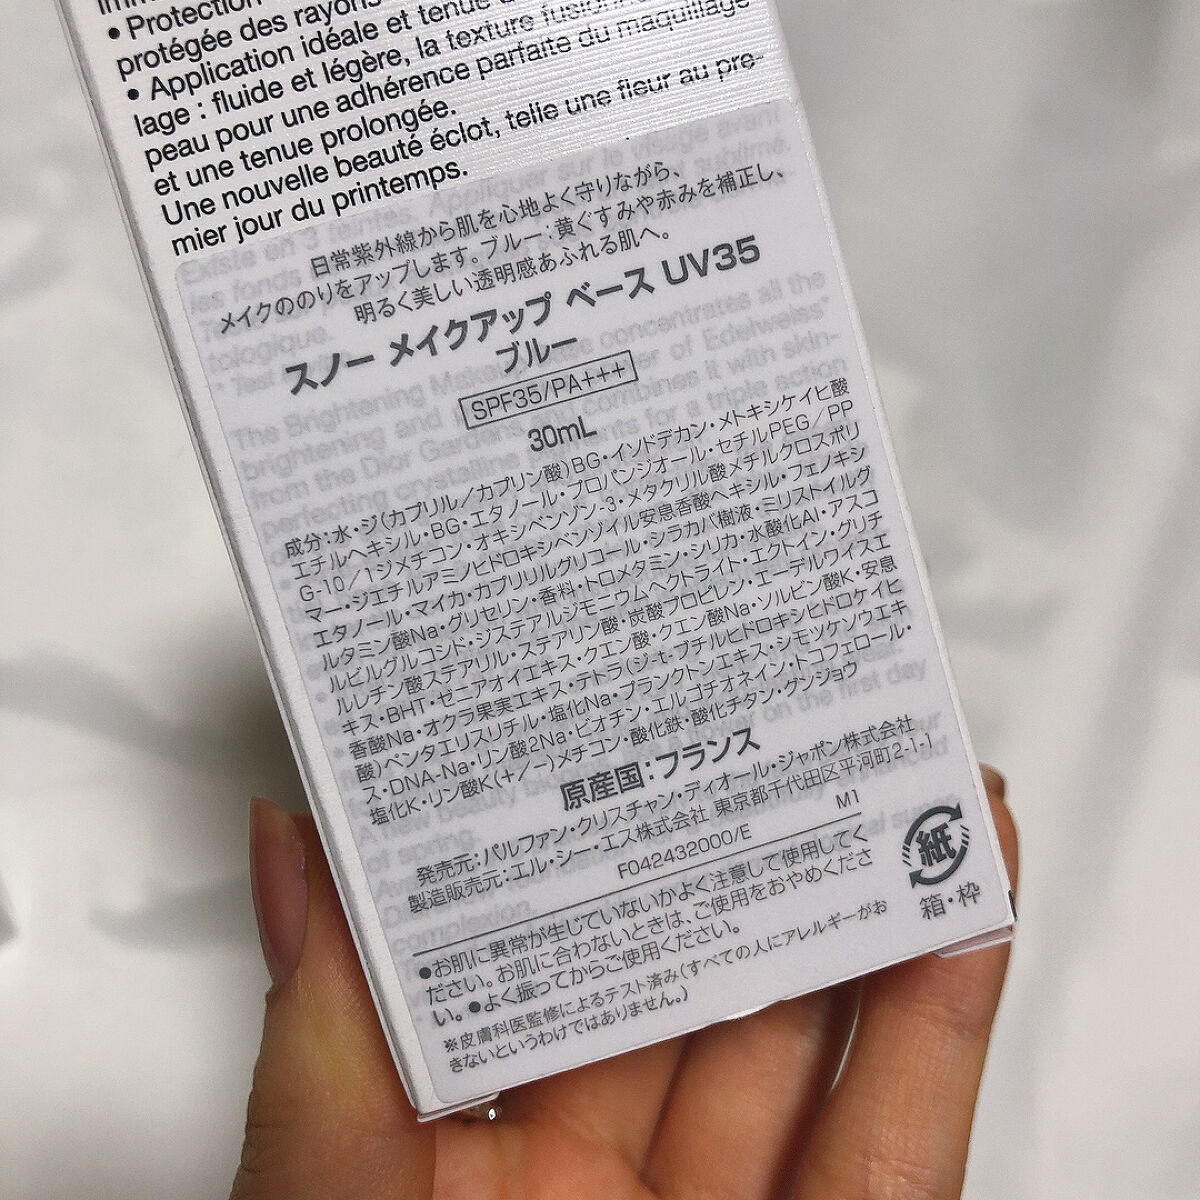 • Protection
protégée des rayons
• Application idéale et tenue
lage : fluide et légère, la texture
peau pour une adhérence parfaite du maquillage
et une tenue prolongée.
Une nouvelle beauté éclot, telle une fleur au pre-
mier jour du printemps.
日常紫外線から肌を心地よく守りながら、
メイクののりをアップします。ブルー:黄ぐすみや赤みを補正し、
明るく美しい透明感あふれる肌へ。
スノー メイクアップ ベース UV35
ブルー
SPF35/PA+++
30mL
成分:水・ジ(カプリル/カプリン酸)BG・イソドデカン・メトキシケイヒ酸
エチルヘキシル・BG・エタノール・プロパンジオール・セチルPEG/PP
G-10/1ジメチコン・オキシベンゾン-3・メタクリル酸メチルクロスポリ
マー・ジエチルアミノヒドロキシベンゾイル安息香酸ヘキシル・フェノキシ
エタノール・マイカ・カプリリルグリコール・シラカバ樹液・ミリストイルグ
ルタミン酸Na・グリセリン・香料・トロメタミン・シリカ・水酸化Al・アスコ
ルビルグルコシド・ジステアルジモニウムヘクトライト・エクトイン・グリチ
ルレチン酸ステアリル・ステアリン酸・炭酸プロピレン・エーデルワイスエ
キス・BHT・ゼニアオイエキス・クエン酸・クエン酸Na・ソルビン酸K・安息
香酸Na・オクラ果実エキス・テトラ(ジ-t-ブチルヒドロキシヒドロケイヒ
酸)ペンタエリスリチル・塩化Na・プランクトンエキス・シモツケソウエキ
ス・DNA-Na・リン酸2Na・ビオチン・エルゴチオネイン・トコフェロール・
塩化K・リン酸K(+/−)メチコン・酸化鉄・酸化チタン・グンジョウ
原産国:フランス
発売元:パルファン・クリスチャン・ディオール・ジャポン株式会社
製造販売元:エル・シー・エス株式会社 東京都千代田区平河町2-1-1
F042432000/E
M1
●お肌に異常が生じていないかよく注意して使用してく
ださい。お肌に合わないときは、ご使用をおやめくださ
い。●よく振ってからご使用ください。
※皮膚科医監修によるテスト済み(すべての人にアレルギーがお
きないというわけではありません。)
紙
箱・枠